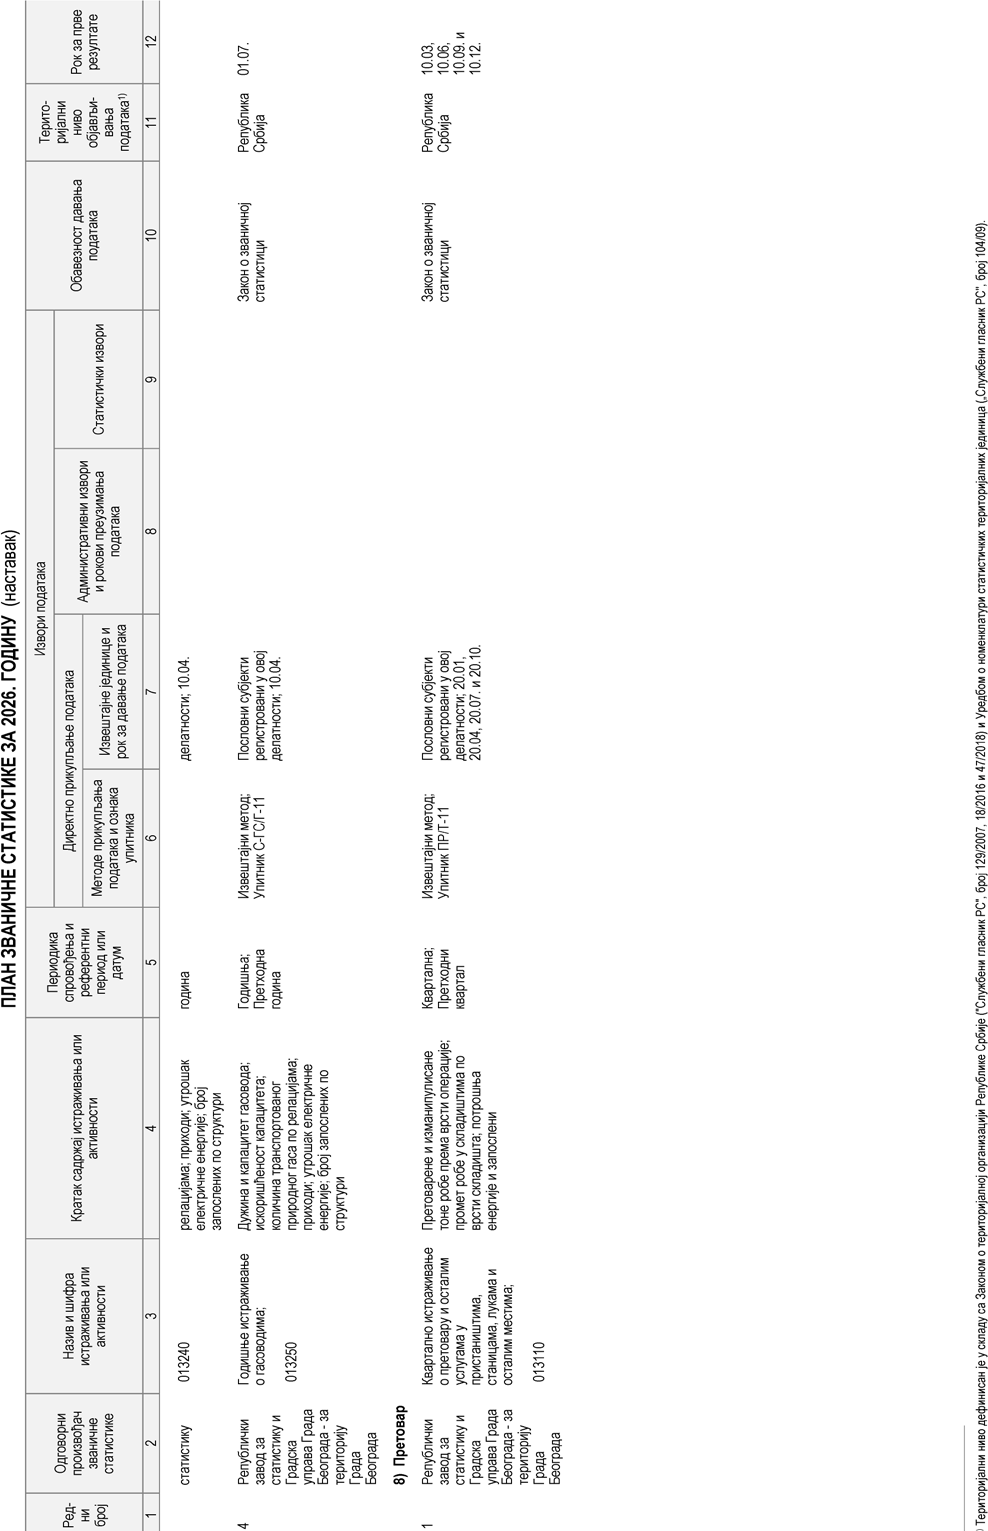 ПЛАН ЗВАНИЧНЕ СТАТИСТИКЕ ЗА 2026. ГОДИНУ (наставак)
Ред-
ни
број
Одговорни
произвођач
званичне
статистике
Назив и шифра
истраживања или
активности
Кратак садржај истраживања или
активности
Периодика
спровођења и
референтни
период или
датум
Извори података
Директно прикупљање података
Методе прикупљања
података и ознака
упитника
Извештајне јединице и
рок за давање података
Административни извори
и рокови преузимања
података
Статистички извори
Обавезност давања
података
Терито-
ријални
ниво
објављи-
вања
података1)
Рок за прве
резултате
1 2 3 4 5 6 7 8 9 10 11 12
статистику
013240
релацијама; приходи; утрошак
електричне енергије; број
запослених по структури
година
делатности; 10.04.
4
Републички
завод за
статистику и
Градска
управа Града
Београда - за
територију
Града
Београда
Годишње истраживање
о гасоводима;
013250
Дужина и капацитет гасовода;
искоришћеност капацитета;
количина транспортованог
природног гаса по релацијама;
приходи; утрошак електричне
енергије; број запослених по
структури
Годишња;
Претходна
година
Извештајни метод;
Упитник С-ГС/Г-11
Пословни субјекти
регистровани у овој
делатности; 10.04.
Закон о званичној
статистици
Република
Србија
01.07.
8) Претовар
1
Републички
завод за
статистику и
Градска
управа Града
Београда - за
територију
Града
Београда
Квартално истраживање
о претовару и осталим
услугама у
пристаништима,
станицама, лукама и
осталим местима;
013110
Претоварене и изманипулисане
тоне робе према врсти операције;
промет робе у складиштима по
врсти складишта; потрошња
енергије и запослени
Квартална;
Претходни
квартал
Извештајни метод;
Упитник ПР/Т-11
Пословни субјекти
регистровани у овој
делатности; 20.01,
20.04, 20.07. и 20.10.
Закон о званичној
статистици
Република
Србија
10.03,
10.06,
10.09. и
10.12.
) Територијални ниво дефинисан је у складу са Законом о територијалној организацији Републике Србије ("Службени гласник РС", број 129/2007, 18/2016 и 47/2018) и Уредбом о номенклатури статистичких територијалних јединица („Службени гласник РС", број 104/09).